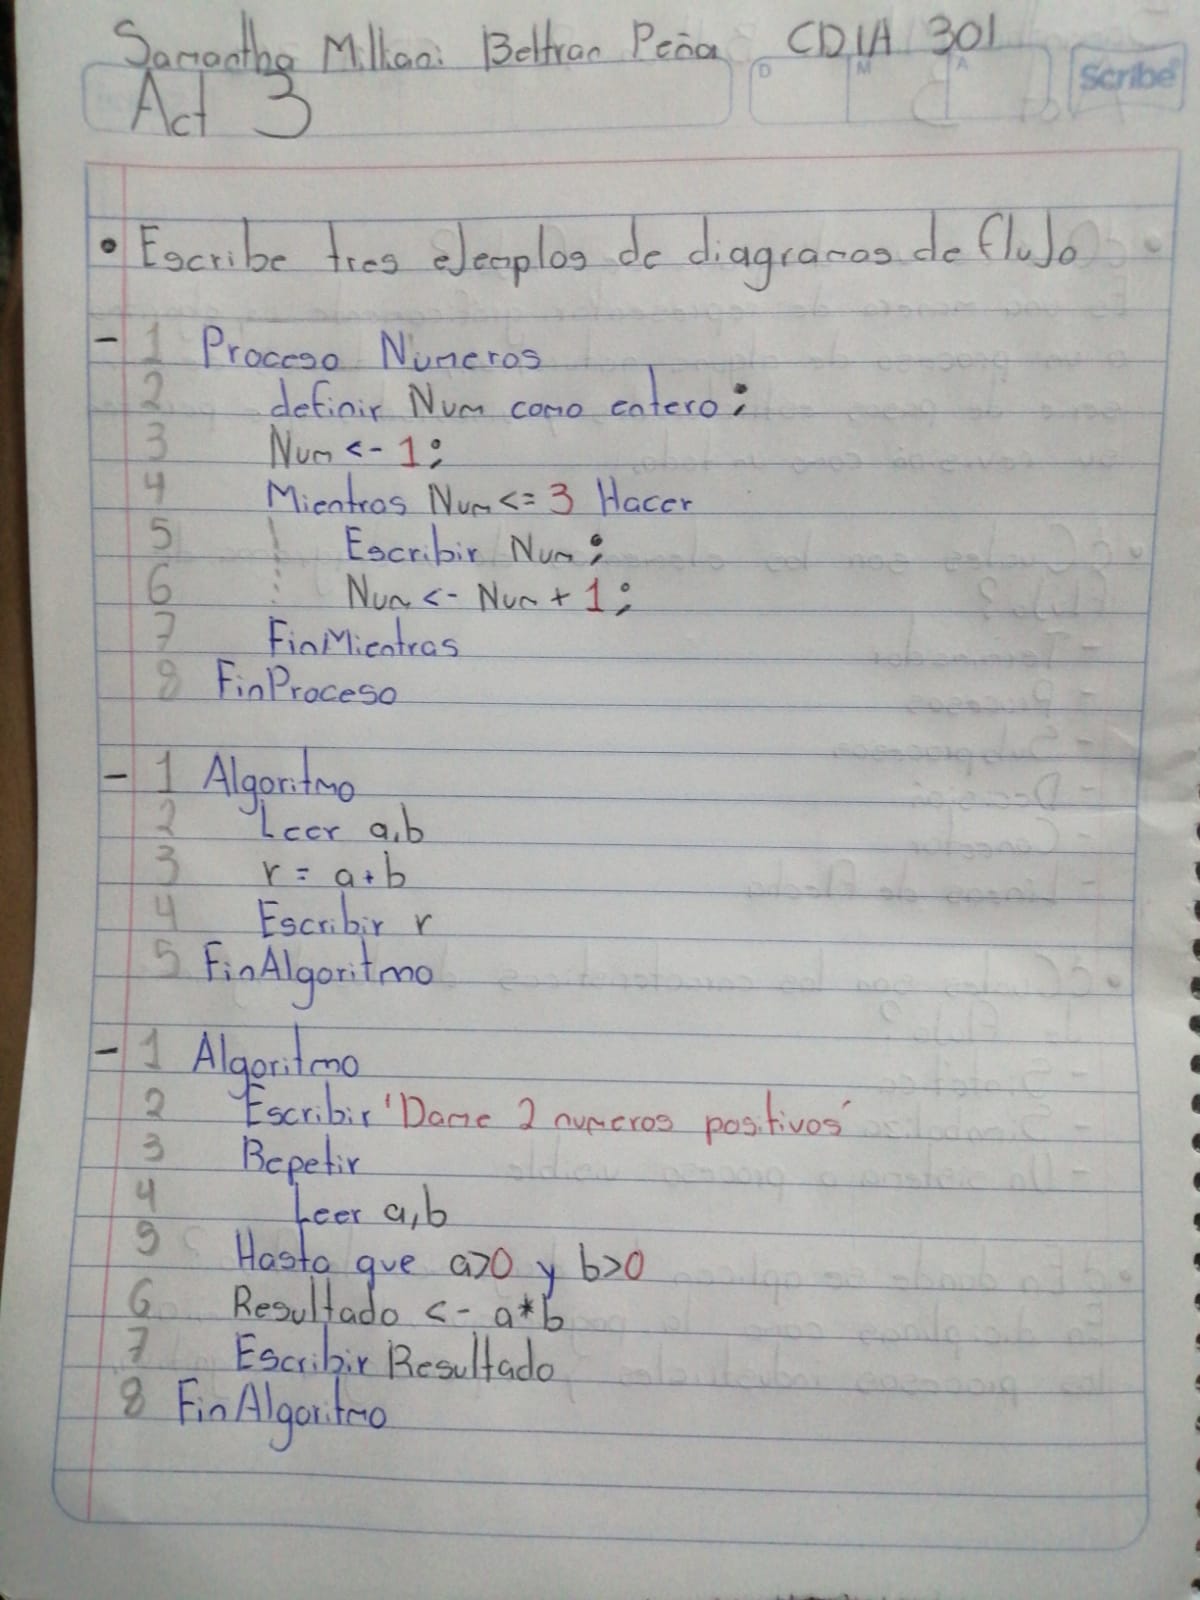 Samantha Millani Beltran Peña CDIA 301
D M A Scribe
Act 3
• Escribe tres ejemplos de diagramas de flujo
- 1 Proceso Numeros
2 definir Num como entero;
3 Num <- 1;
4 Mientras Num <= 3 Hacer
5 Escribir Num;
6 Num <- Num + 1;
7 FinMientras
8 FinProceso
- 1 Algoritmo
2 Leer a,b
3 r = a+b
4 Escribir r
5 FinAlgoritmo
- 1 Algoritmo
2 Escribir 'Dame 2 numeros positivos'
3 Repetir
4 Leer a,b
5 Hasta que a>0 y b>0
6 Resultado <- a*b
7 Escribir Resultado
8 FinAlgoritmo